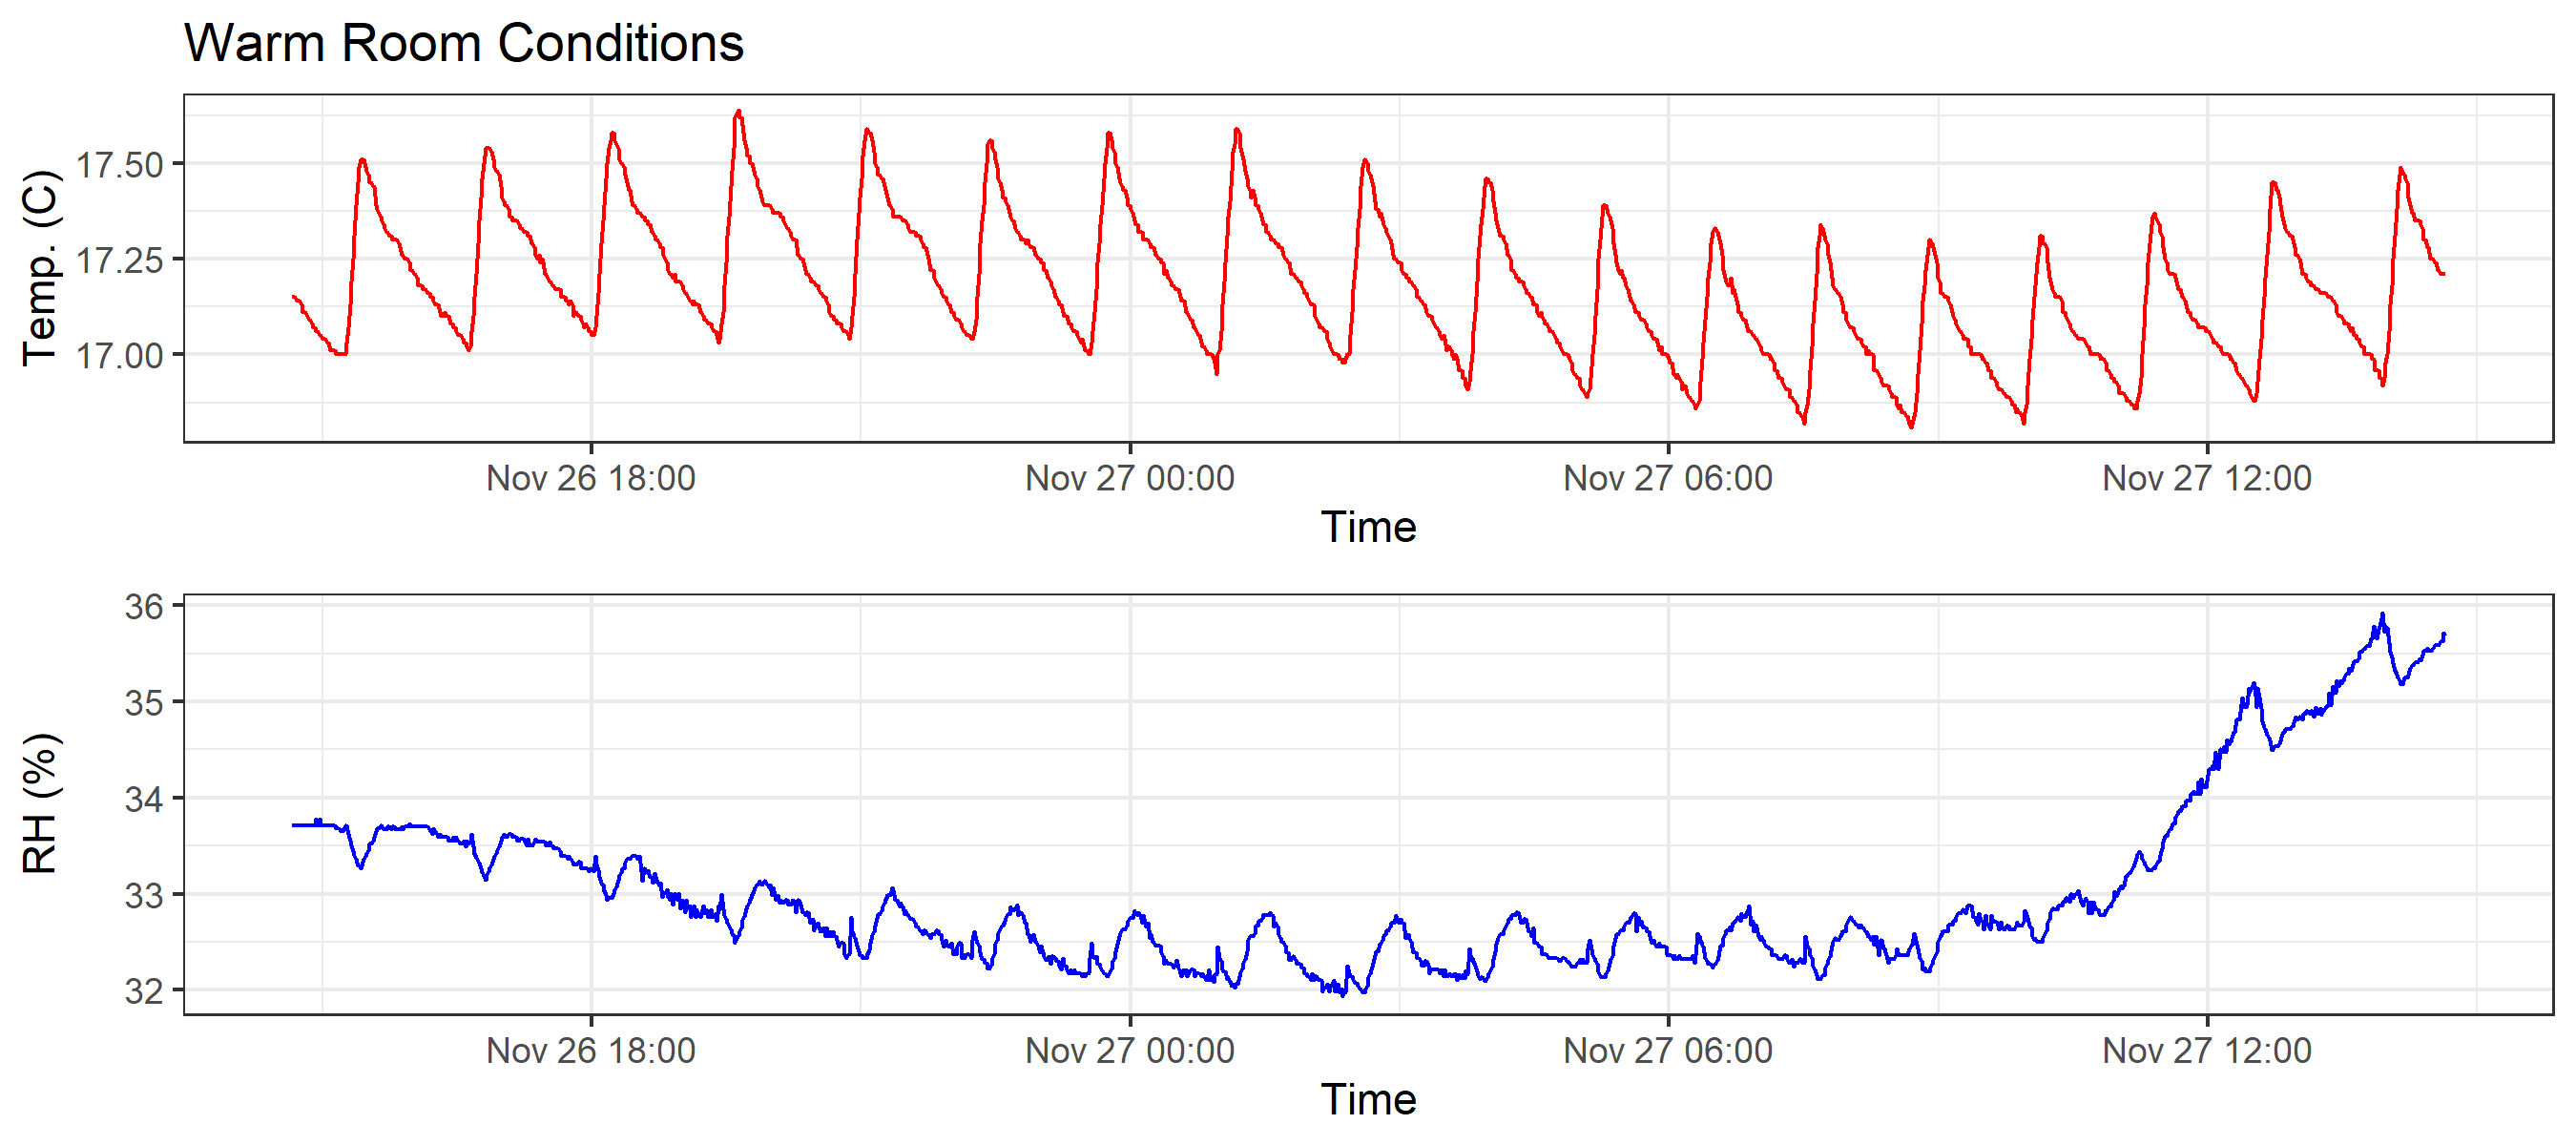 Warm Room Conditions
Temp. (C)
17.50
17.25
17.00
Nov 26 18:00 Nov 27 00:00 Nov 27 06:00 Nov 27 12:00
Time
RH (%)
36
35
34
33
32
Nov 26 18:00 Nov 27 00:00 Nov 27 06:00 Nov 27 12:00
Time